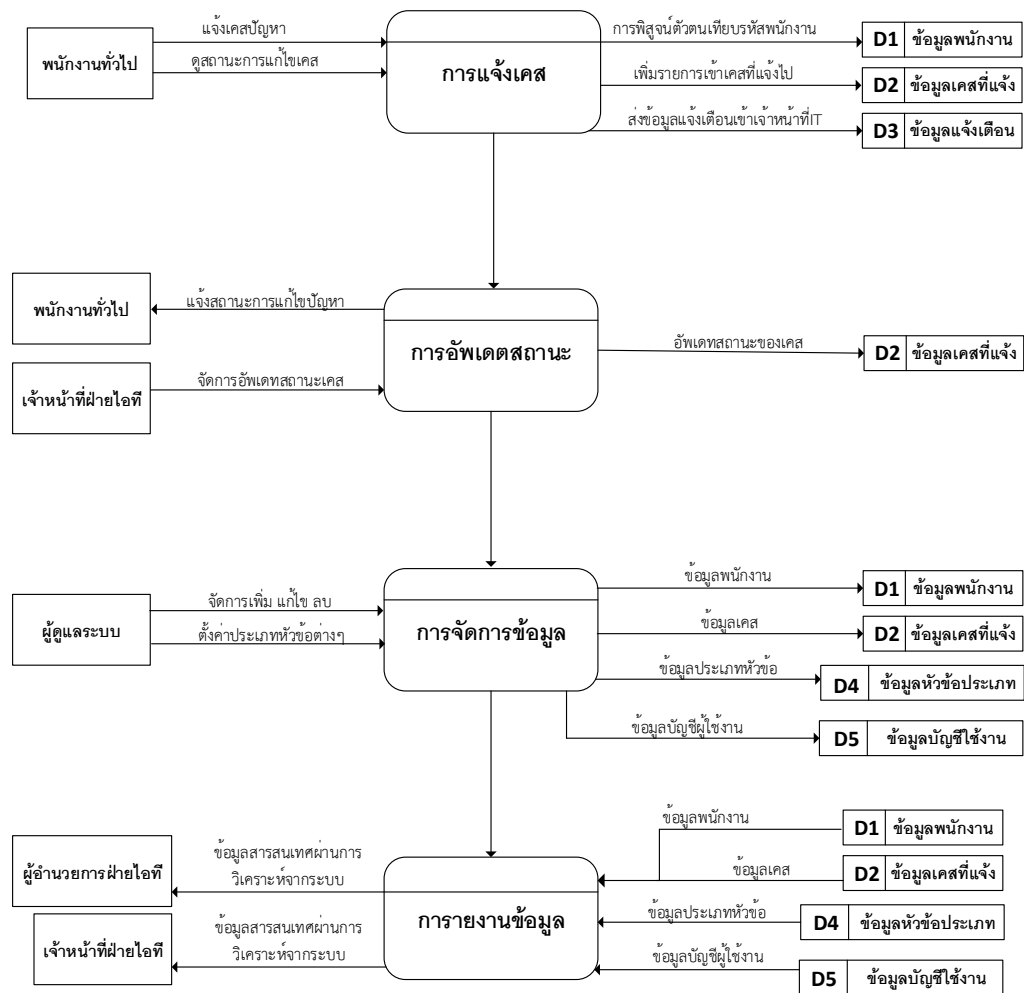 แจ้งเคสปัญหา
การพิสูจน์ตัวตนเทียบรหัสพนักงาน
D1 ข้อมูลพนักงาน
พนักงานทั่วไป
ดูสถานะการแก้ไขเคส
การแจ้งเคส
เพิ่มรายการเข้าเคสที่แจ้งไป
D2 ข้อมูลเคสที่แจ้ง
ส่งข้อมูลแจ้งเตือนเข้าเจ้าหน้าที่IT
D3 ข้อมูลแจ้งเตือน
พนักงานทั่วไป
แจ้งสถานะการแก้ไขปัญหา
การอัพเดตสถานะ
อัพเดทสถานะของเคส
D2 ข้อมูลเคสที่แจ้ง
เจ้าหน้าที่ฝ่ายไอที
จัดการอัพเดทสถานะเคส
ข้อมูลพนักงาน
D1 ข้อมูลพนักงาน
ผู้ดูแลระบบ
จัดการเพิ่ม แก้ไข ลบ
ตั้งค่าประเภทหัวข้อต่างๆ
การจัดการข้อมูล
ข้อมูลเคส
D2 ข้อมูลเคสที่แจ้ง
ข้อมูลประเภทหัวข้อ
D4 ข้อมูลหัวข้อประเภท
ข้อมูลบัญชีผู้ใช้งาน
D5 ข้อมูลบัญชีใช้งาน
ข้อมูลพนักงาน
D1 ข้อมูลพนักงาน
ผู้อำนวยการฝ่ายไอที
ข้อมูลสารสนเทศผ่านการ
วิเคราะห์จากระบบ
ข้อมูลเคส
D2 ข้อมูลเคสที่แจ้ง
การายงานข้อมูล
ข้อมูลประเภทหัวข้อ
D4 ข้อมูลหัวข้อประเภท
เจ้าหน้าที่ฝ่ายไอที
ข้อมูลสารสนเทศผ่านการ
วิเคราะห์จากระบบ
ข้อมูลบัญชีผู้ใช้งาน
D5 ข้อมูลบัญชีใช้งาน